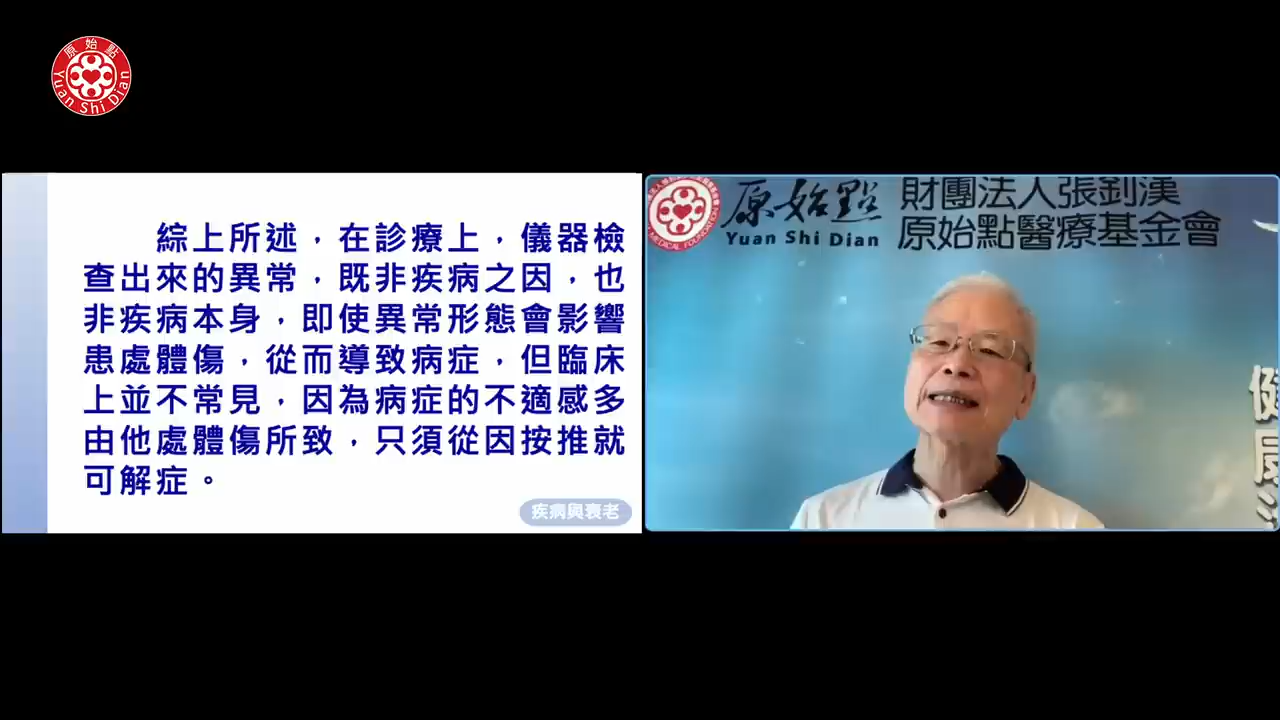 原始點
Yuan Shi Dian
綜上所述，在診療上，儀器檢
查出來的異常，既非疾病之因，也
非疾病本身，即使異常形態會影響
患處體傷，從而導致病症，但臨床
上並不常見，因為病症的不適感多
由他處體傷所致，只須從因按推就
可解症。
疾病與衰老
原始點
Yuan Shi Dian
財團法人張釗漢
原始點醫療基金會
健康